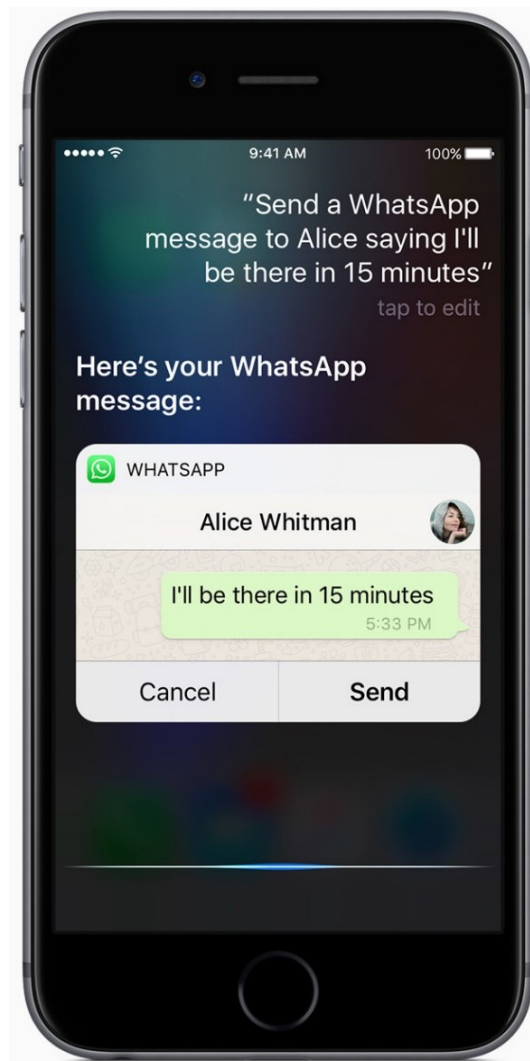 9:41 AM 100%
“Send a WhatsApp
message to Alice saying I'll
be there in 15 minutes”
tap to edit
Here’s your WhatsApp
message:
WHATSAPP
Alice Whitman
I'll be there in 15 minutes
5:33 PM
Cancel Send